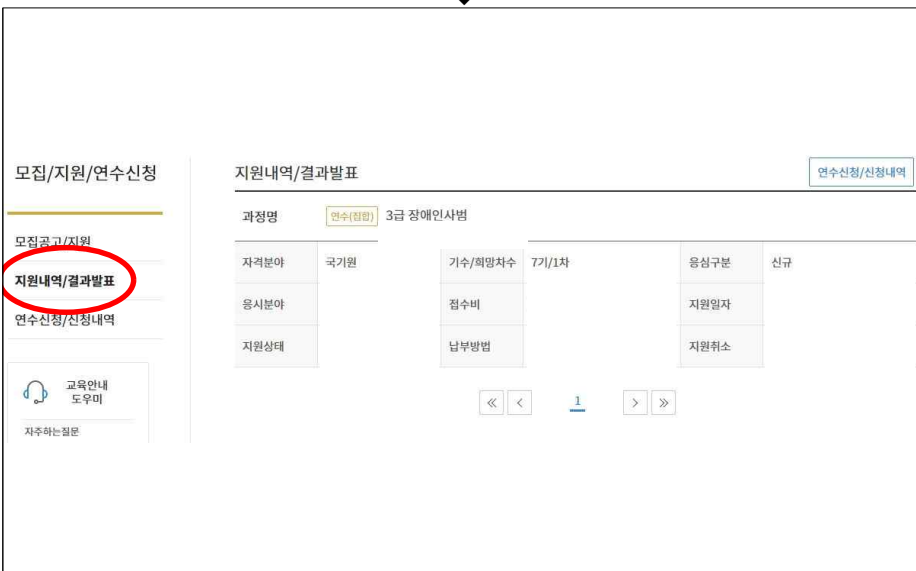 모집/지원/연수신청
모집공고/지원
지원내역/결과발표
연수신청/신청내역
교육안내
도우미
자주하는질문
지원내역/결과발표
연수신청/신청내역
과정명 연수(집합) 3급 장애인사범
자격분야 국기원 기수/희망차수 7기/1차 응심구분 신규
응시분야 접수비 지원일자
지원상태 납부방법 지원취소
« < 1 > »